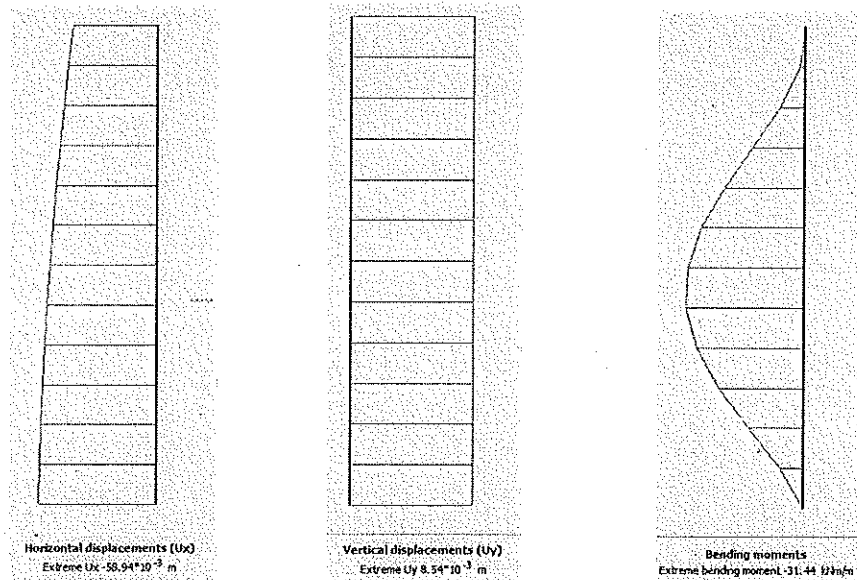 Horizontal displacements (Ux)
Extreme Ux -58.94*10⁻³ m
Vertical displacements (Uy)
Extreme Uy 8.54*10⁻³ m
Bending moments
Extreme bending moment -31.44 kNm/m